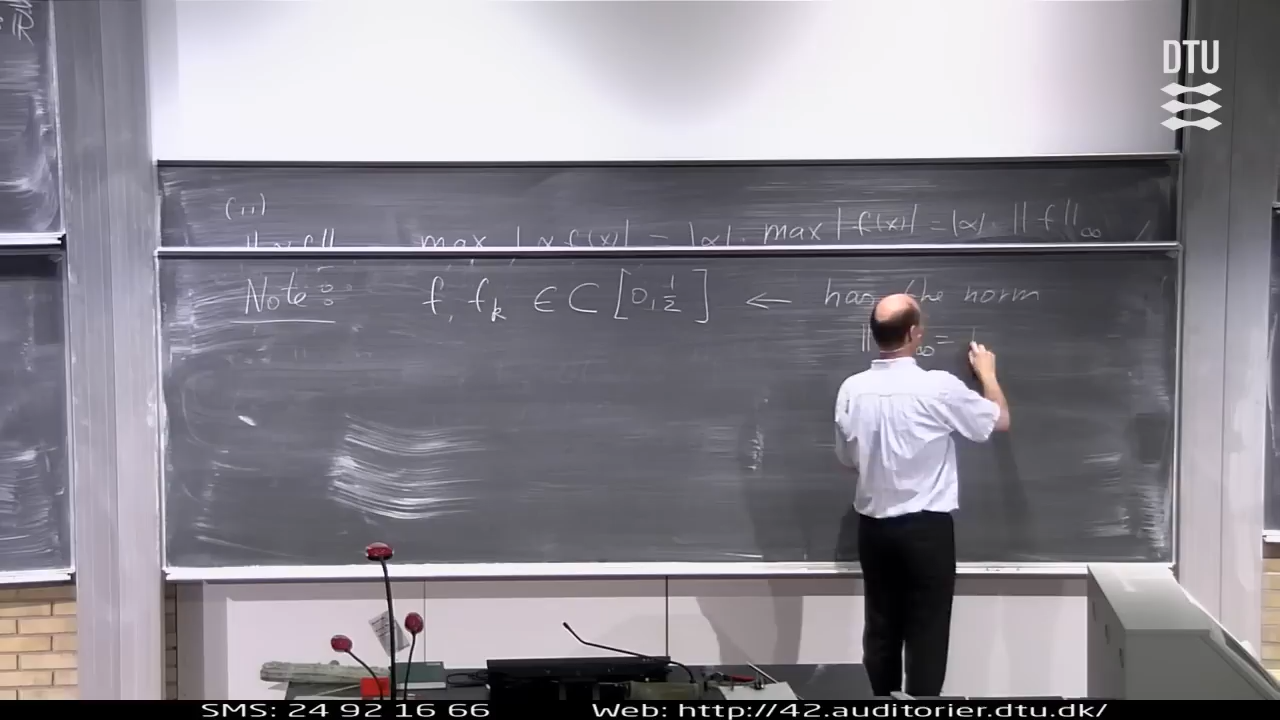 DTU
(ii)
max |αf(x)| = |α|· max |f(x)| = |α|· ‖f‖∞
Note: f, fₖ ∈ C[0,½] ← has the norm
‖ ∞ =
SMS: 24 92 16 66 Web: http://42.auditorier.dtu.dk/